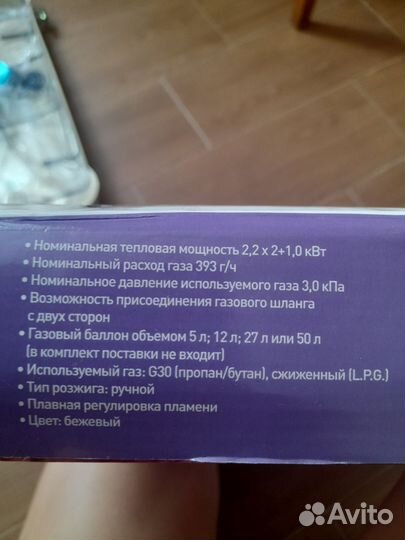 • Номинальная тепловая мощность 2,2 x 2+1,0 кВт
• Номинальный расход газа 393 г/ч
• Номинальное давление используемого газа 3,0 кПа
• Возможность присоединения газового шланга
с двух сторон
• Газовый баллон объемом 5 л; 12 л; 27 л или 50 л
(в комплект поставки не входит)
• Используемый газ: G30 (пропан/бутан), сжиженный (L.P.G.)
• Тип розжига: ручной
• Плавная регулировка пламени
• Цвет: бежевый
Avito